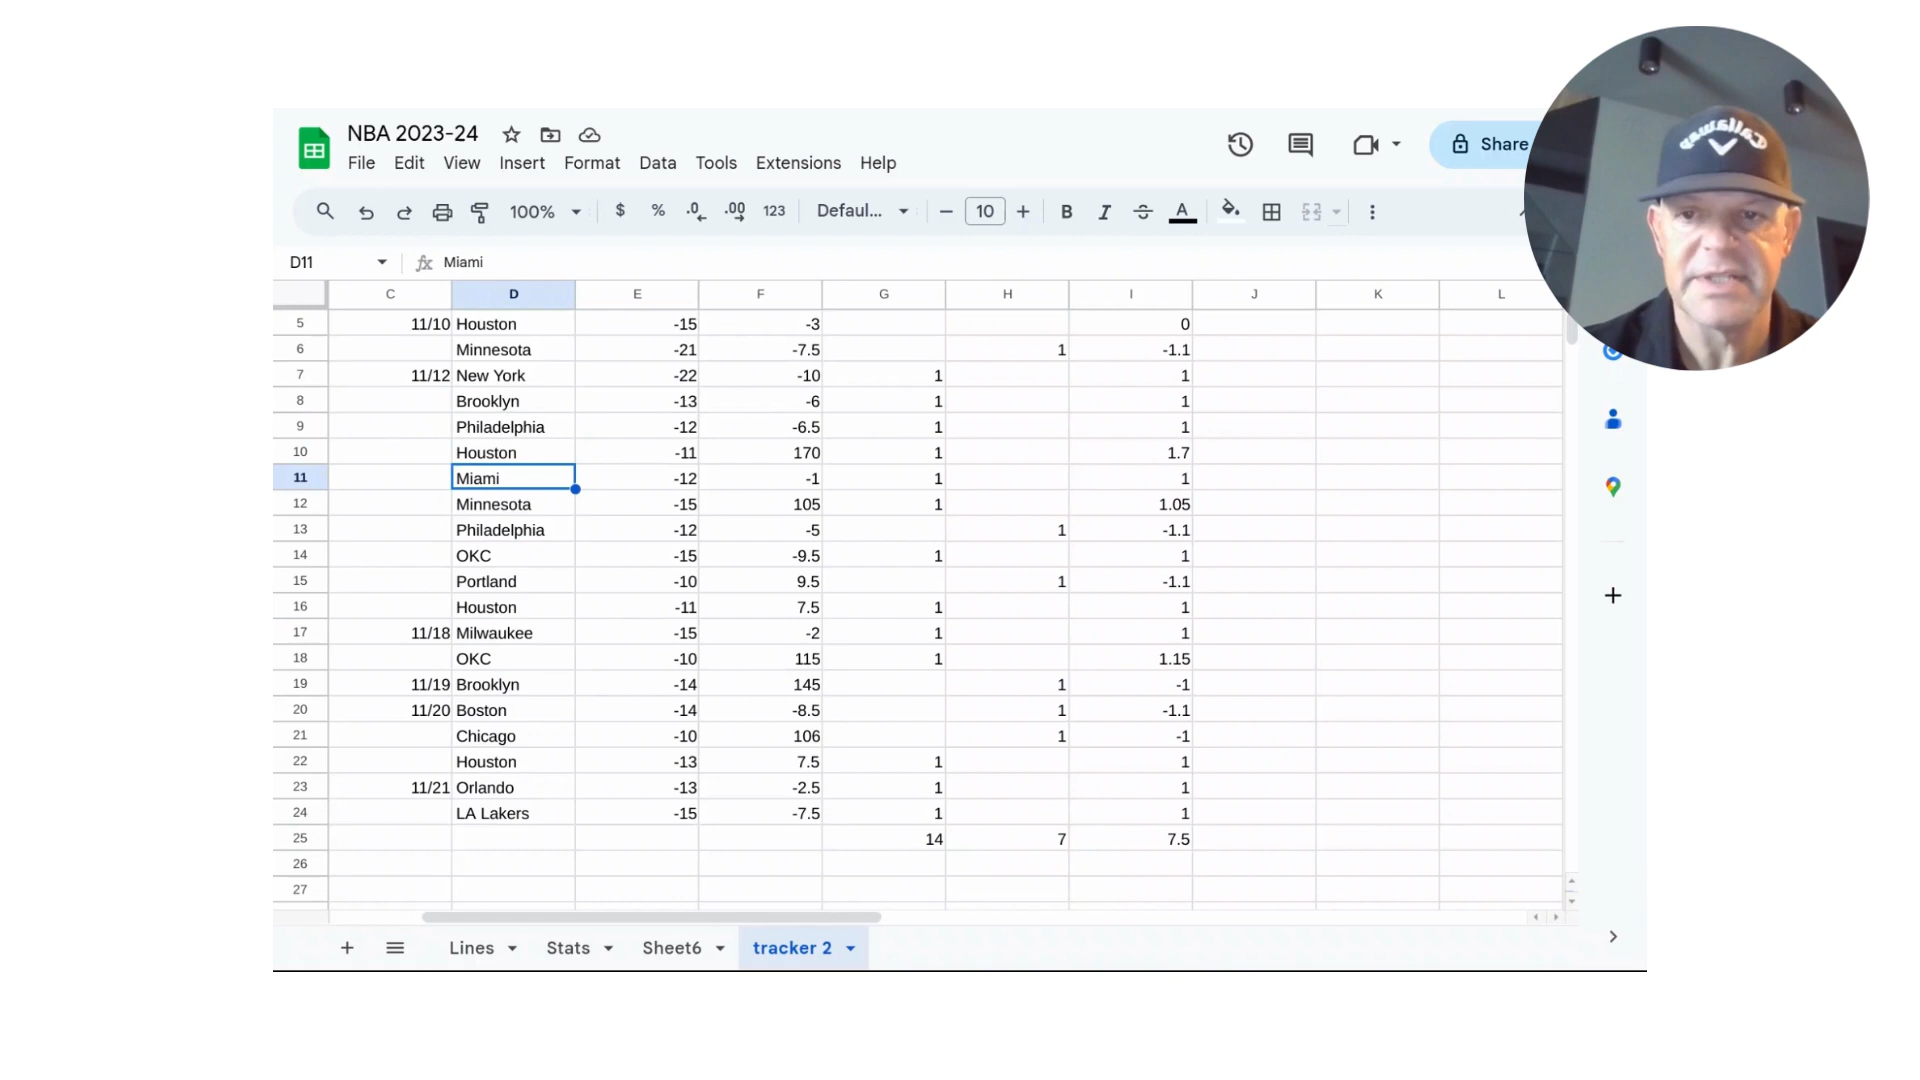 NBA 2023-24
File Edit View Insert Format Data Tools Extensions Help
Share
100% $ % .0 .00 123 Defaul... 10 B I A
D11 Miami
C D E F G H I J K L
5 11/10 Houston -15 -3 0
6 Minnesota -21 -7.5 1 -1.1
7 11/12 New York -22 -10 1 1
8 Brooklyn -13 -6 1 1
9 Philadelphia -12 -6.5 1 1
10 Houston -11 170 1 1.7
11 Miami -12 -1 1 1
12 Minnesota -15 105 1 1.05
13 Philadelphia -12 -5 1 -1.1
14 OKC -15 -9.5 1 1
15 Portland -10 9.5 1 -1.1
16 Houston -11 7.5 1 1
17 11/18 Milwaukee -15 -2 1 1
18 OKC -10 115 1 1.15
19 11/19 Brooklyn -14 145 1 -1
20 11/20 Boston -14 -8.5 1 -1.1
21 Chicago -10 106 1 -1
22 Houston -13 7.5 1 1
23 11/21 Orlando -13 -2.5 1 1
24 LA Lakers -15 -7.5 1 1
25 14 7 7.5
26
27
Lines Stats Sheet6 tracker 2
Callaway